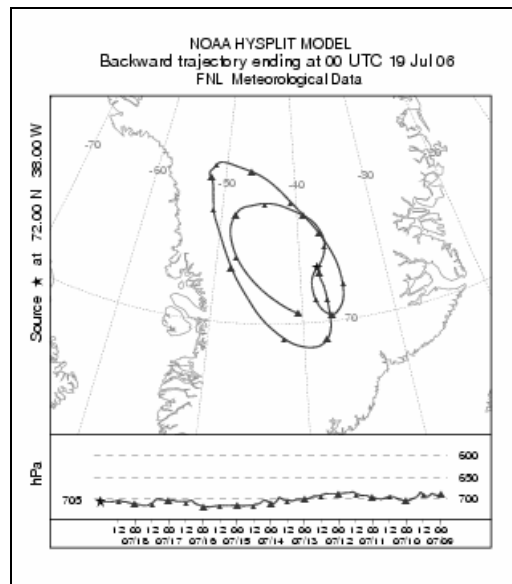 NOAA HYSPLIT MODEL
Backward trajectory ending at 00 UTC 19 Jul 06
FNL Meteorological Data
Source ★ at 72.00 N 38.00 W
-70
-60
-50
-40
-30
-20
70
hPa
600
650
700
705
12 00 12 00 12 00 12 00 12 00 12 00 12 00 12 00 12 00 12 00
07/18 07/17 07/16 07/15 07/14 07/13 07/12 07/11 07/10 07/09